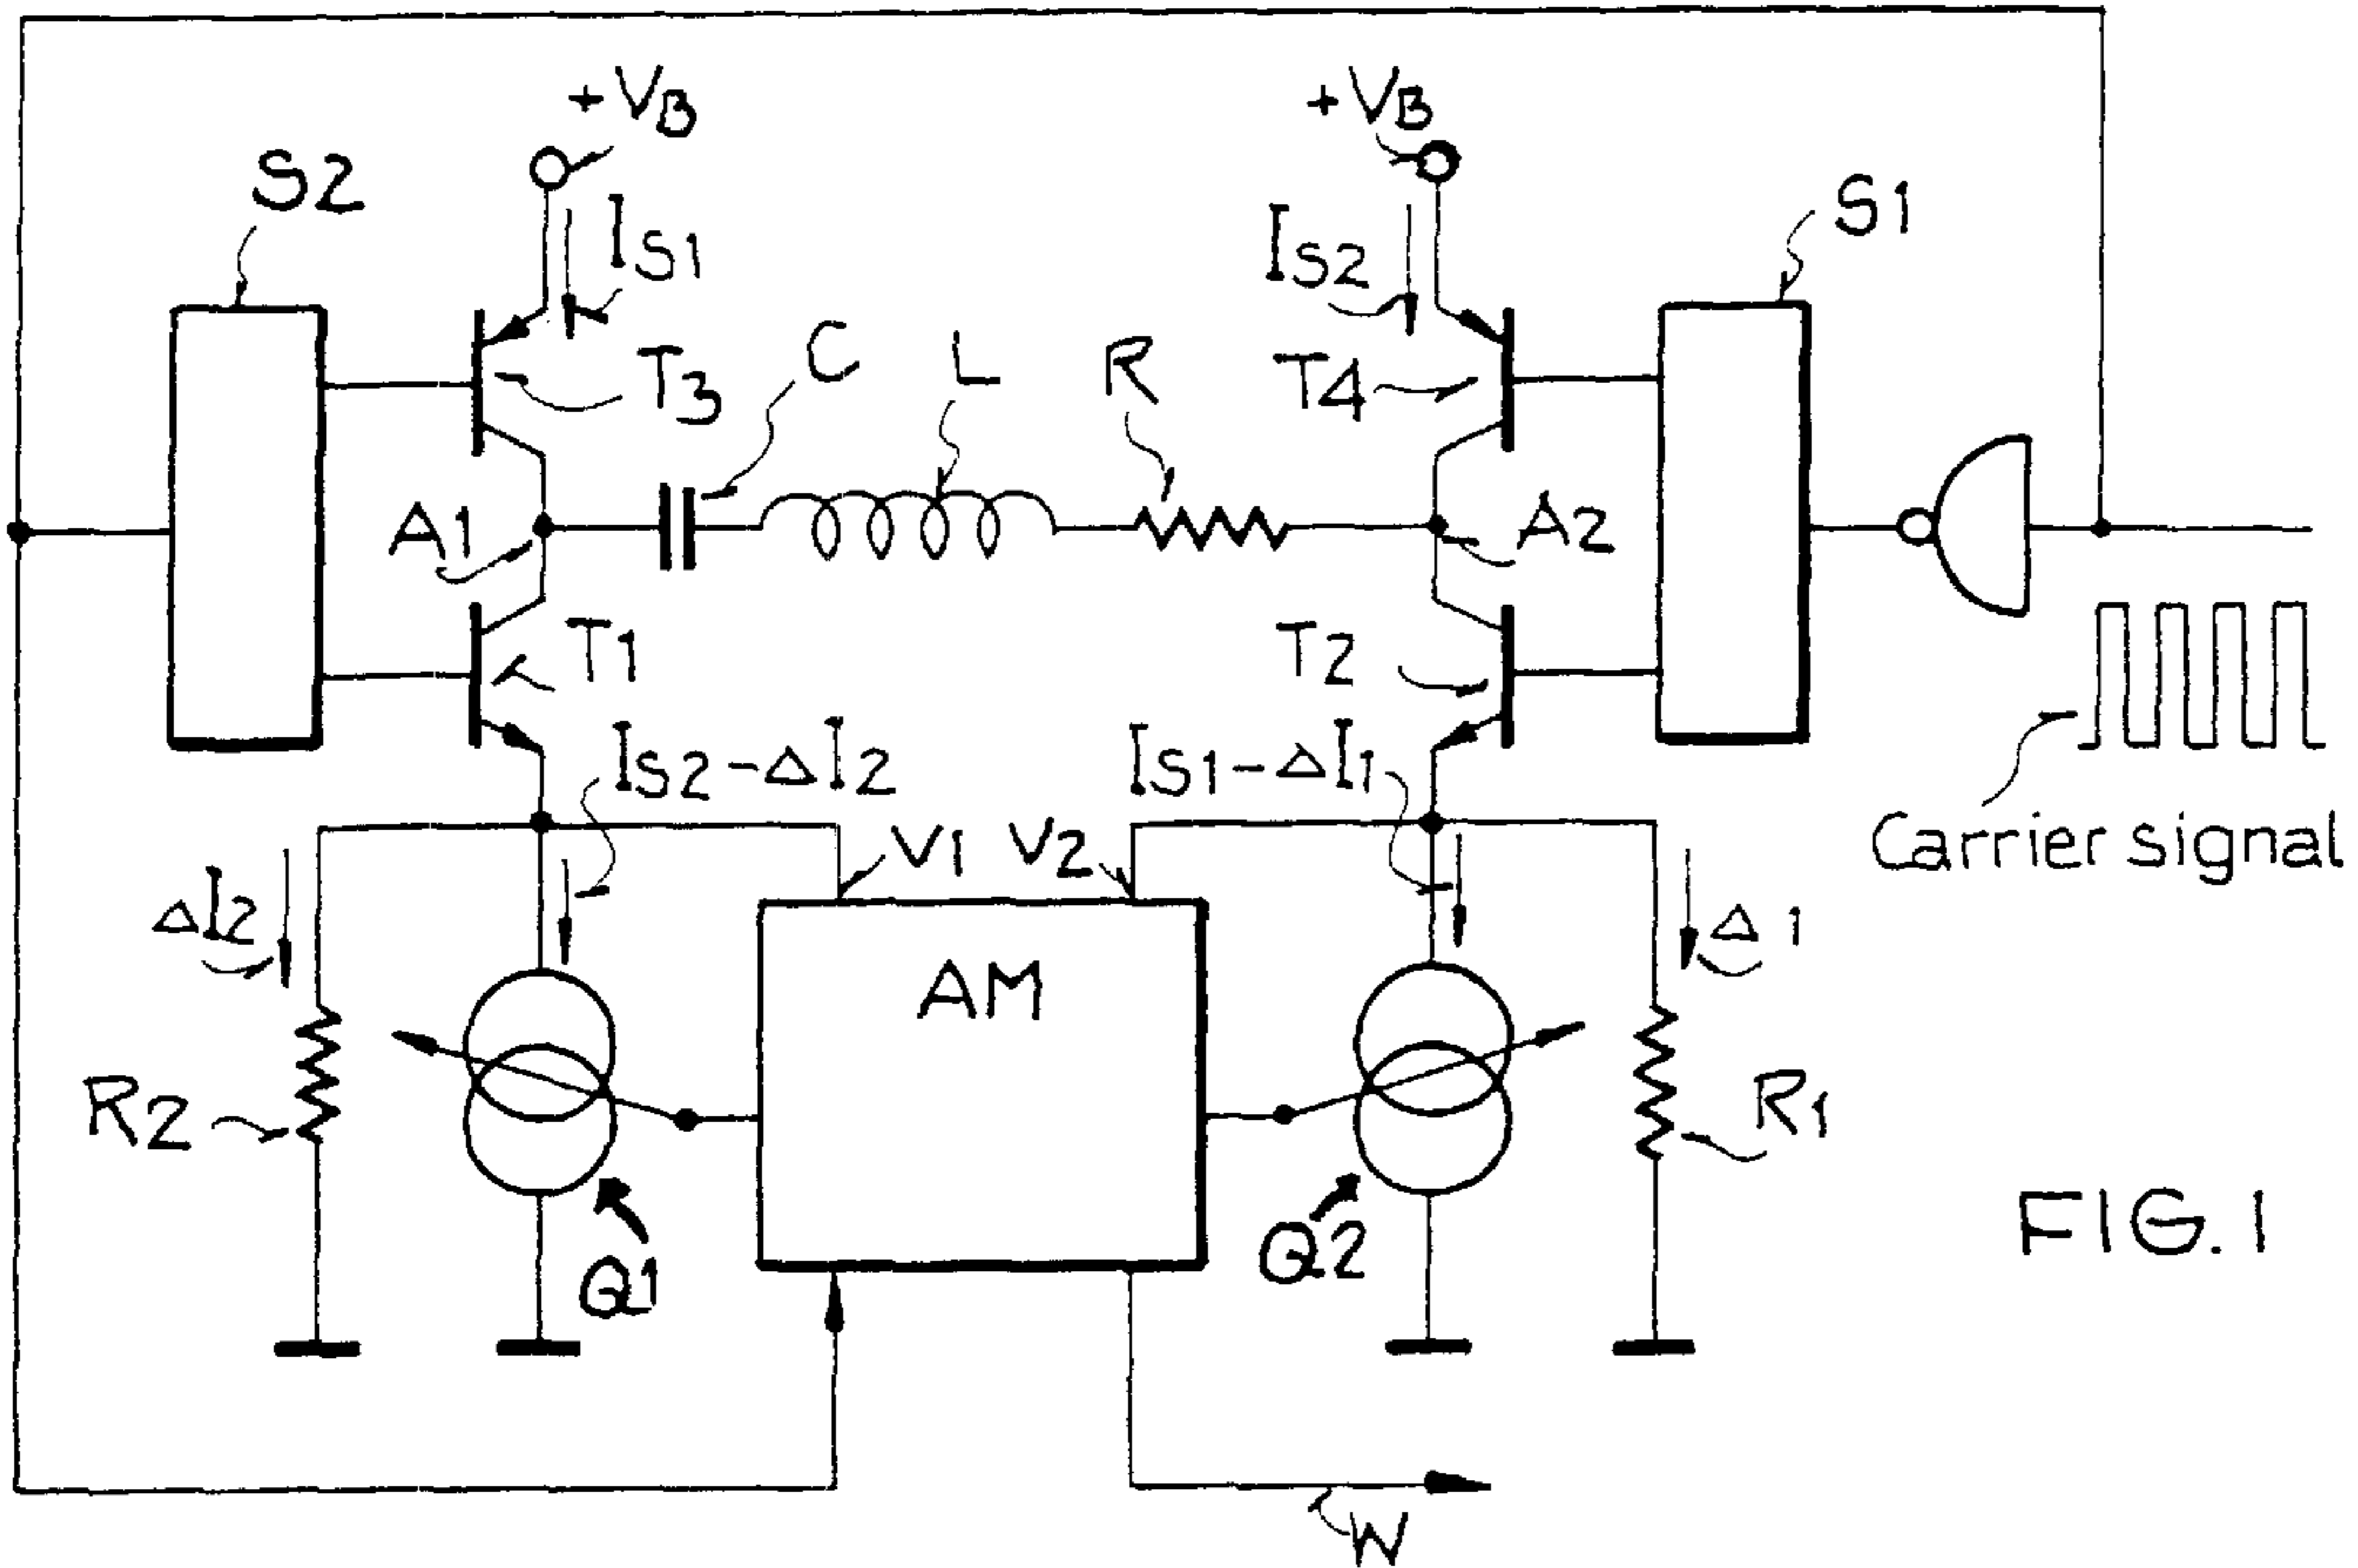 +VB
+VB
S2
IS1
IS2
S1
T3
C
L
R
T4
A1
A2
T1
T2
IS2-ΔI2
IS1-ΔI1
Carrier signal
V1
V2
ΔI2
Δ1
AM
R2
R1
Q1
Q2
FIG. 1
W